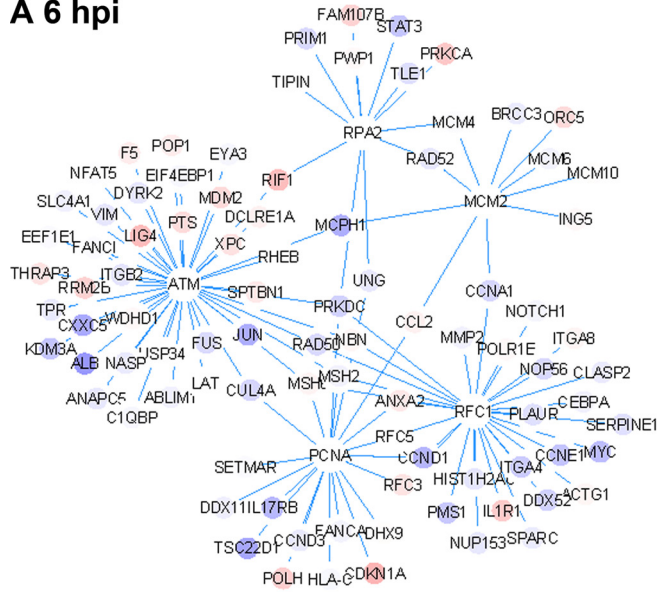 A 6 hpi
FAM107B
STAT3
PRIM1
PWP1
PRKCA
TLE1
TIPIN
RPA2
MCM4
BRCC3
ORC5
RAD52
MCM6
MCM10
F5
POP1
EYA3
NFAT5
EIF4EBP1
RIF1
DYRK2
MDM2
MCM2
SLC4A1
VIM
PTS
DCLRE1A
MCPH1
ING5
EEF1E1
LIG4
XPC
FANCI
RHEB
THRAP3
ITGB2
RRM2B
ATM
SPTBN1
UNG
CCNA1
TPR
WDHD1
PRKDC
NOTCH1
CXXC5
CCL2
KDM3A
FUS
JUN
RAD50
NBN
MMP2
POLR1E
ITGA8
ALB
NASP
USP34
NOP56
CLASP2
LAT
CUL4A
MSH2
ANAPC5
ABLIM1
ANXA2
RFC1
CEBPA
C1QBP
PLAUR
SERPINE1
RFC5
SETMAR
PCNA
CCND1
CCNE1
MYC
ITGA4
RFC3
HIST1H2AC
DDX11
IL17RB
DDX52
ACTG1
PMS1
IL1R1
TSC22D1
CCND3
FANCA
DHX9
NUP153
SPARC
POLH
HLA-C
CDKN1A